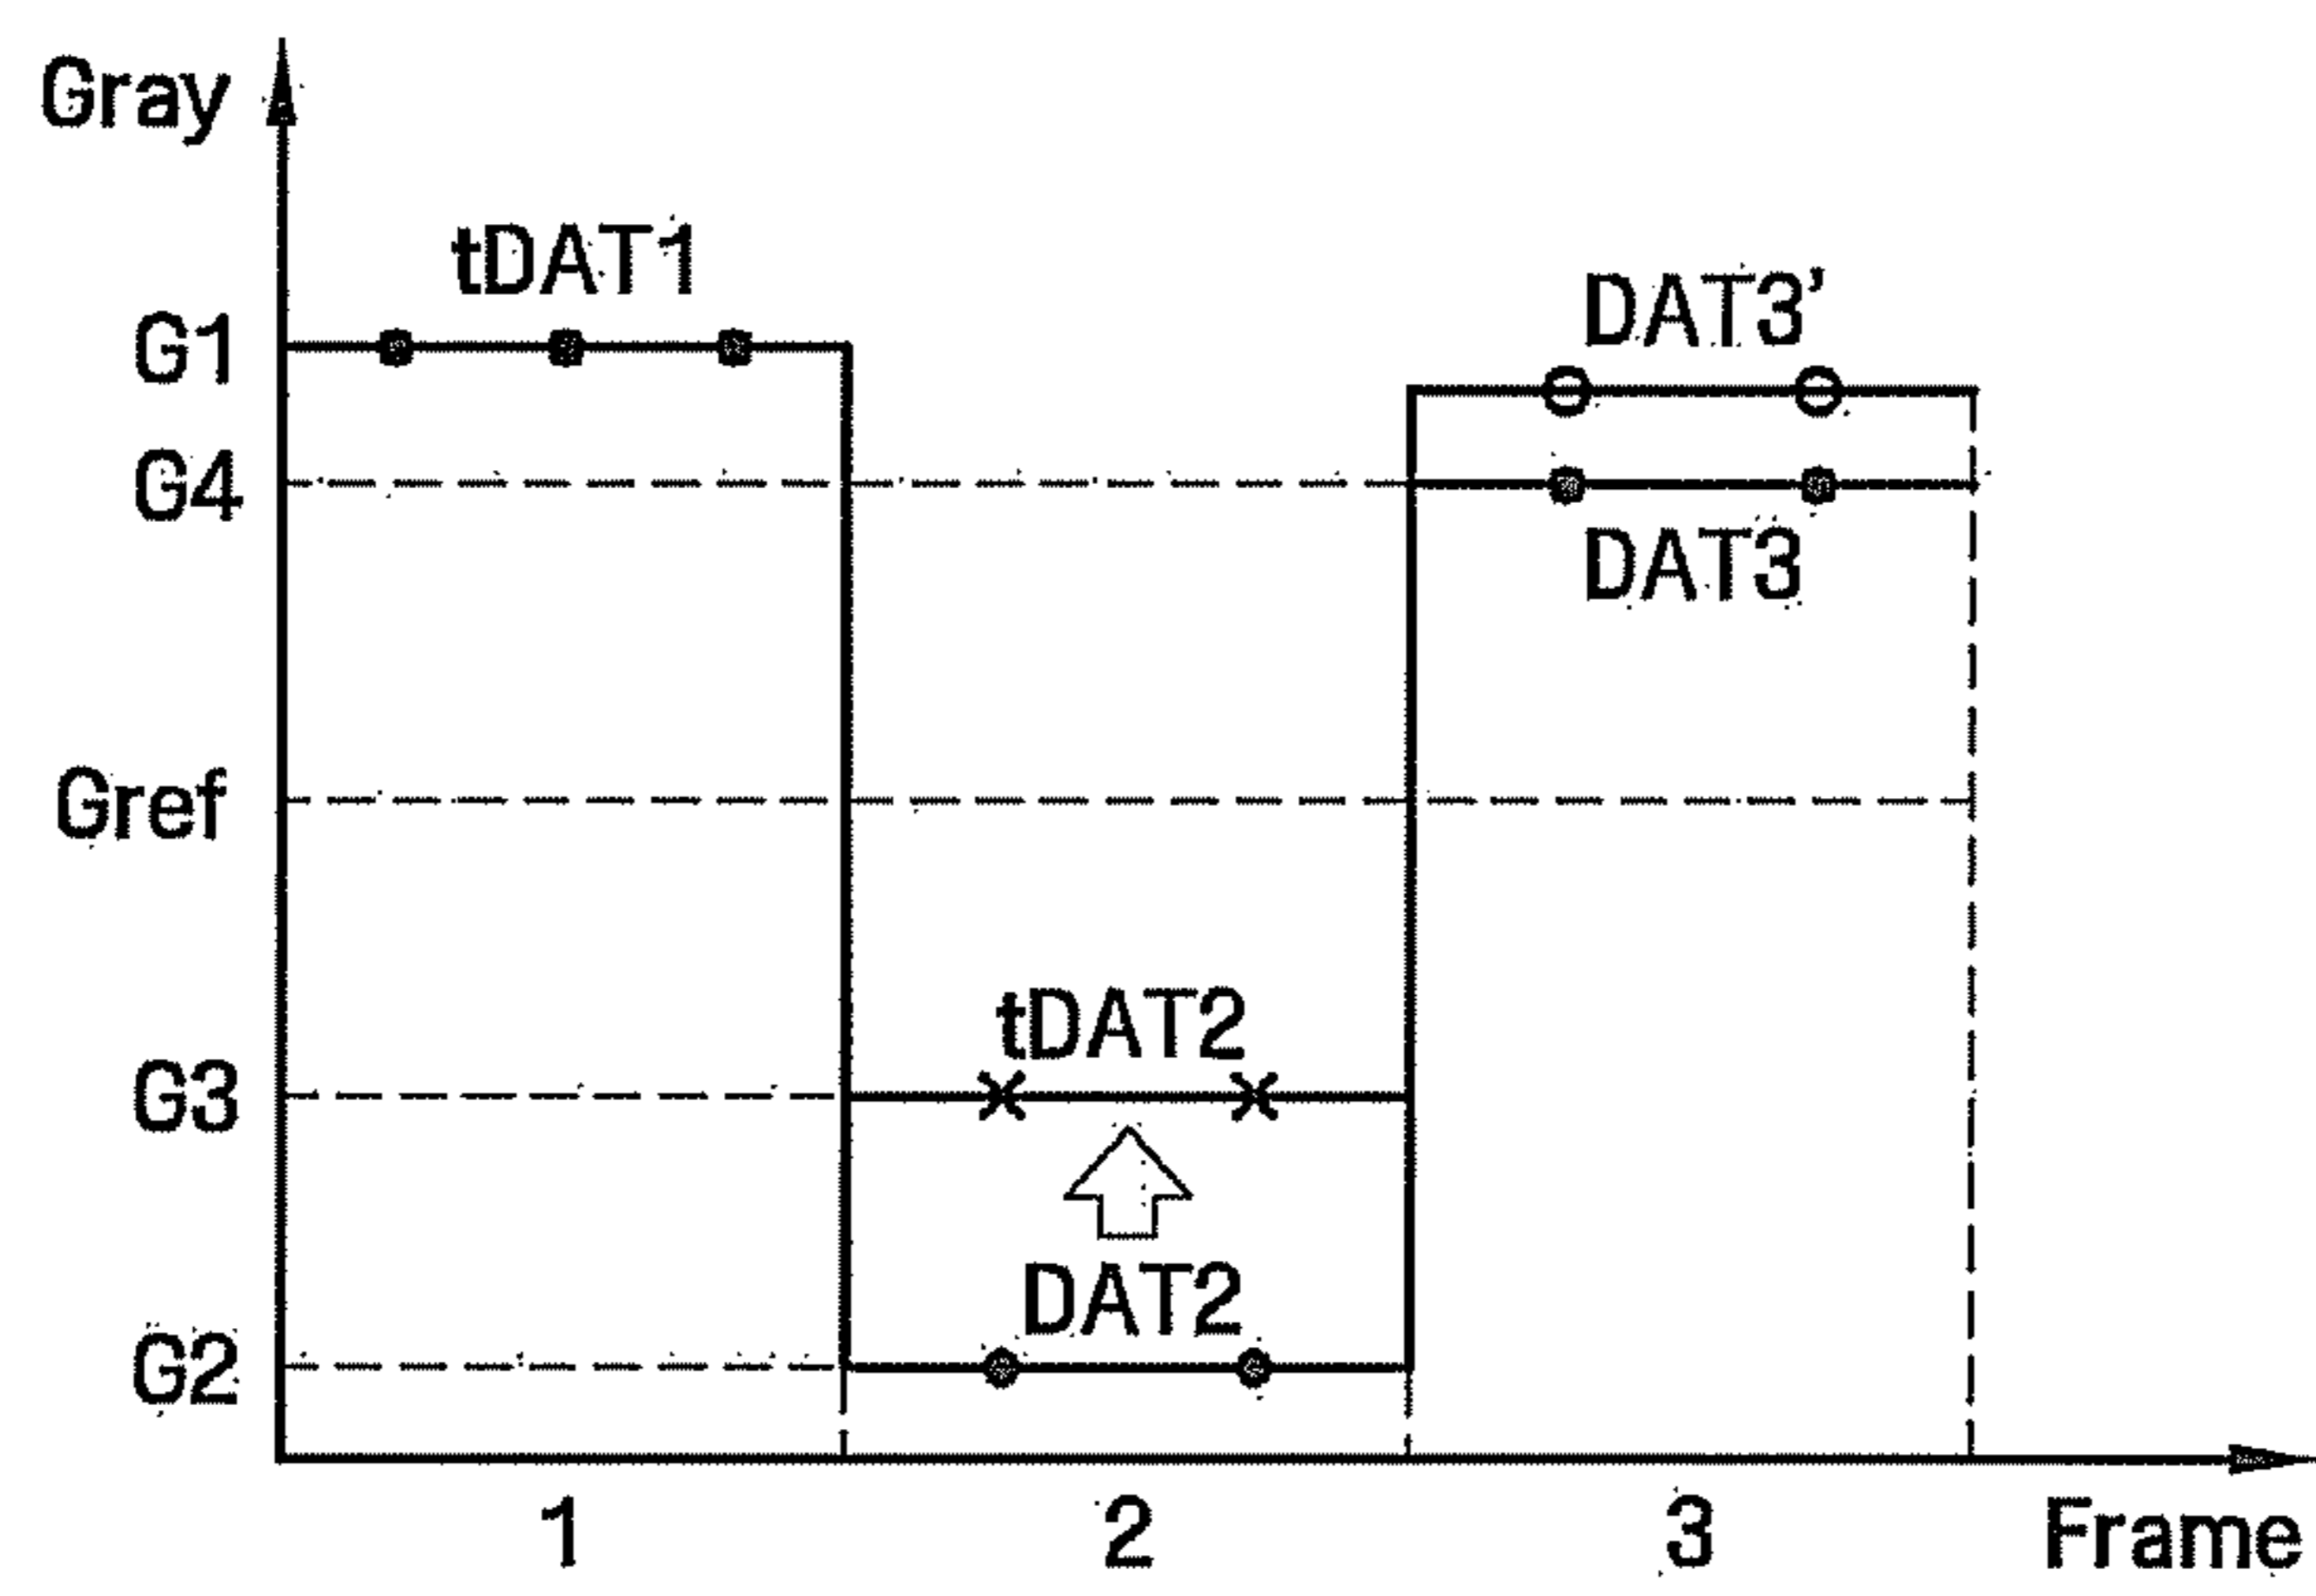 Gray
tDAT1
G1
DAT3’
G4
DAT3
Gref
tDAT2
G3
DAT2
G2
1 2 3 Frame